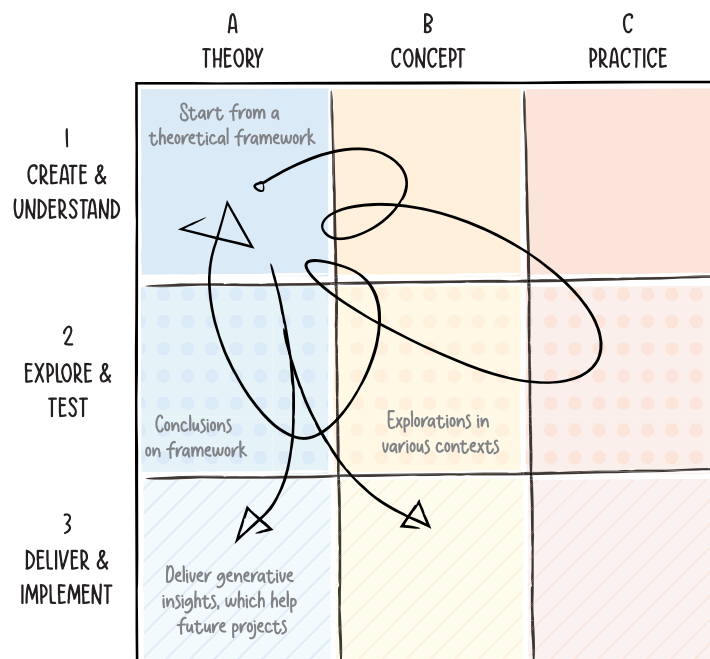 A
THEORY
B
CONCEPT
C
PRACTICE
1
CREATE &
UNDERSTAND
Start from a
theoretical framework
2
EXPLORE &
TEST
Conclusions
on framework
Explorations in
various contexts
3
DELIVER &
IMPLEMENT
Deliver generative
insights, which help
future projects